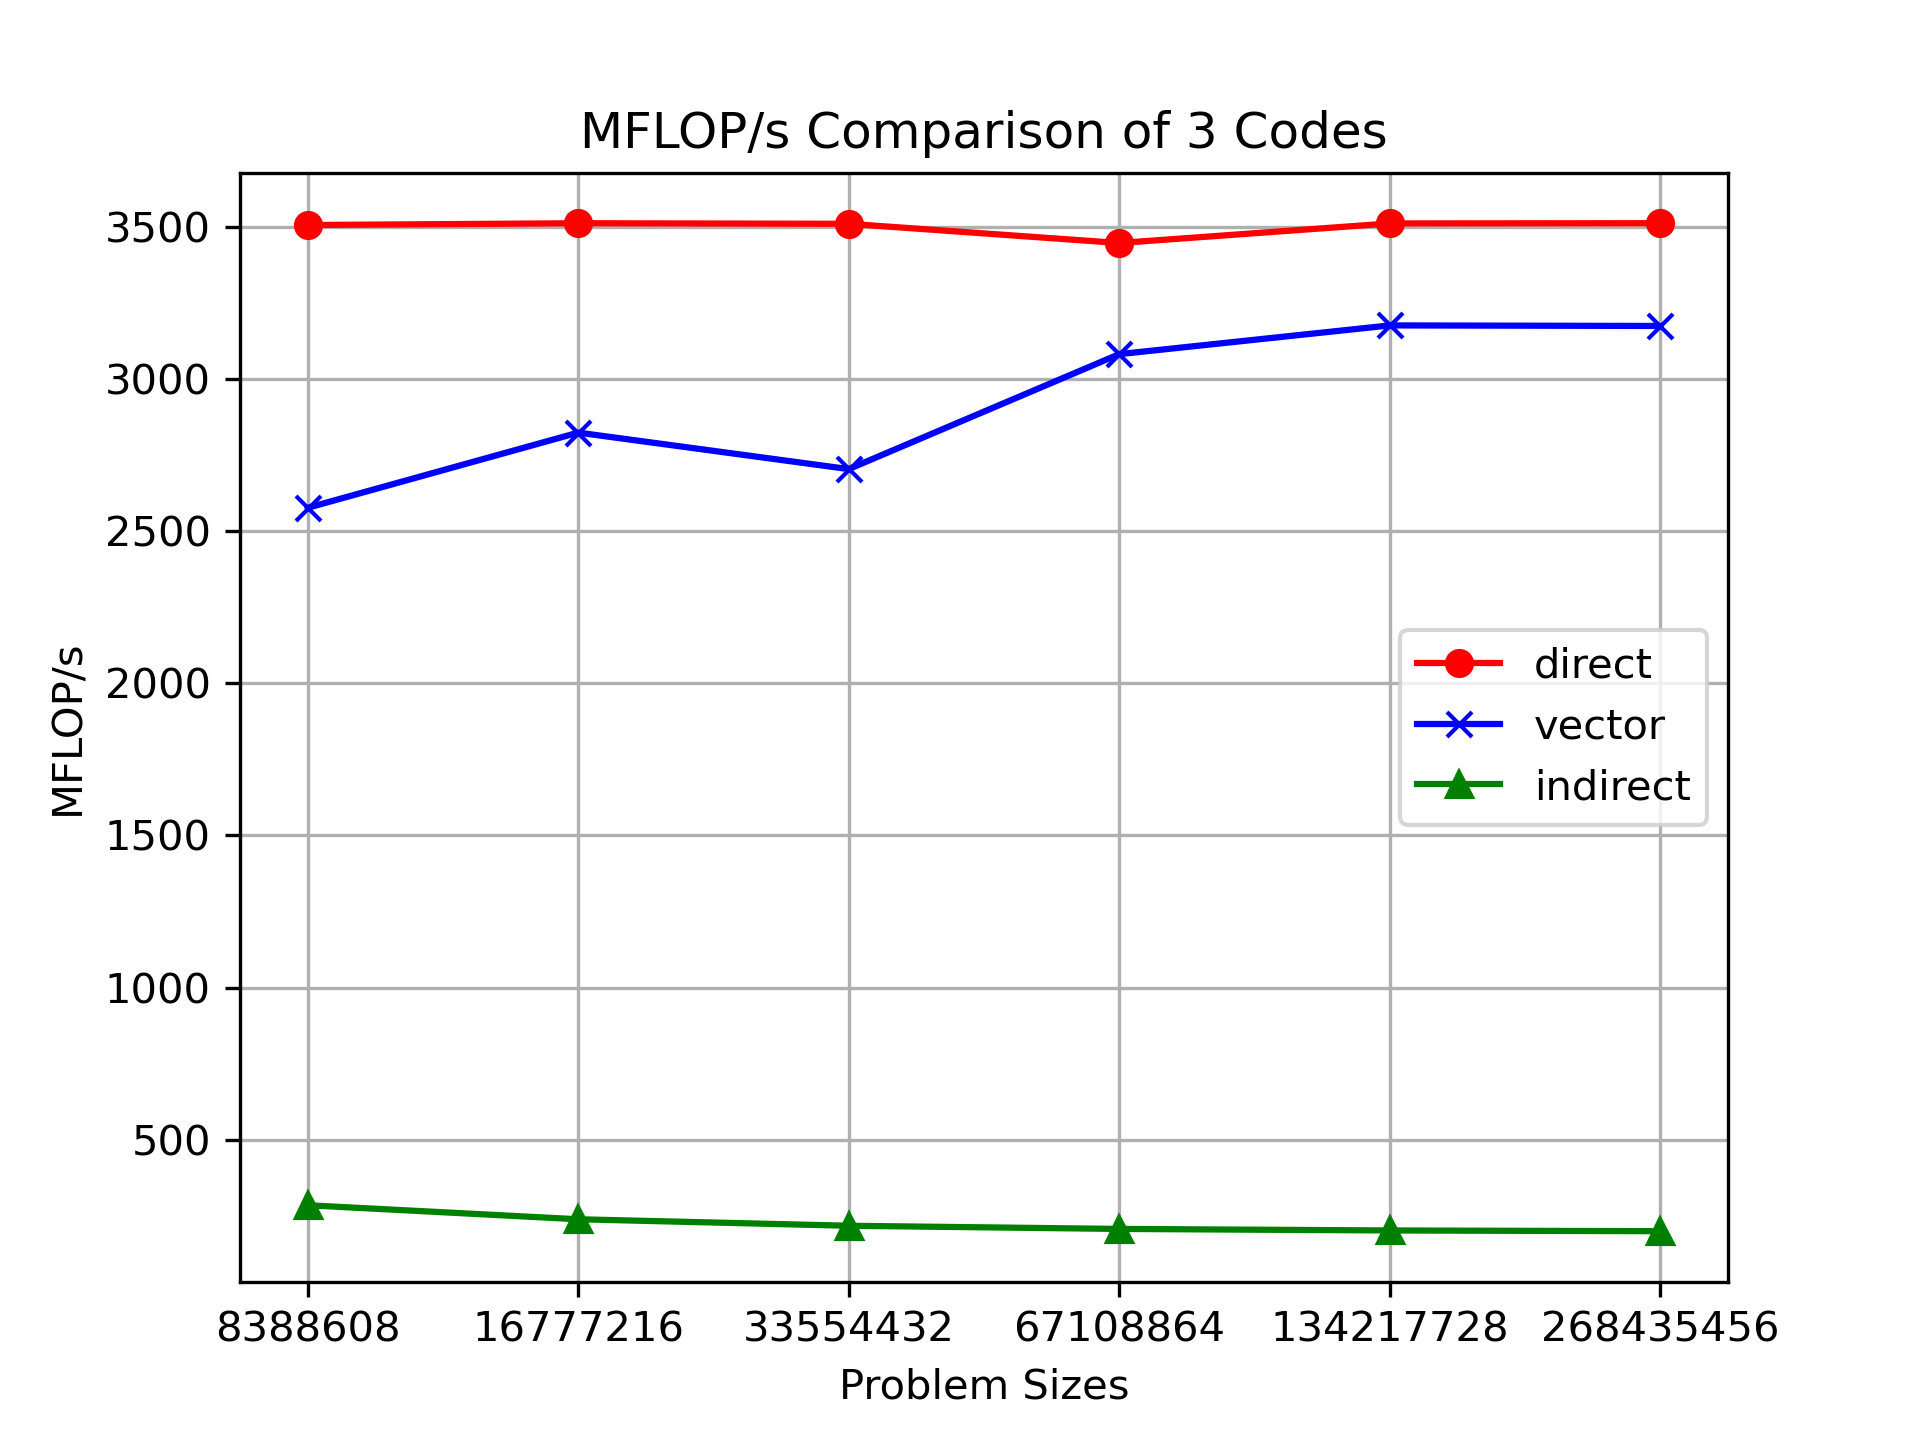 MFLOP/s Comparison of 3 Codes
3500
3000
2500
2000
1500
1000
500
MFLOP/s
direct
vector
indirect
8388608 16777216 33554432 67108864 134217728 268435456
Problem Sizes